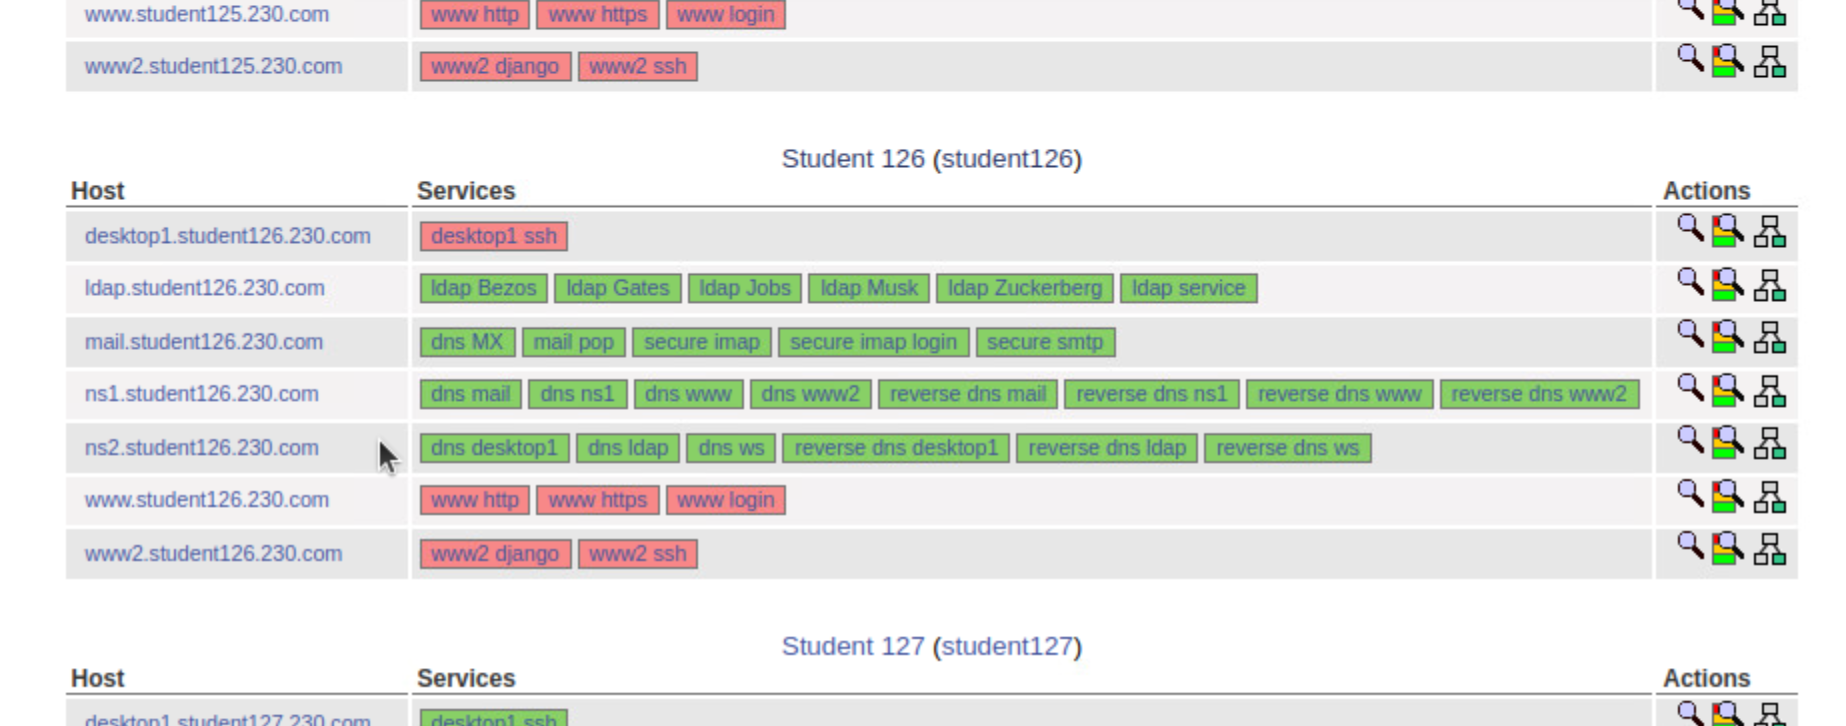 www.student125.230.com www http www https www login
www2.student125.230.com www2 django www2 ssh
Student 126 (student126)
Host Services Actions
desktop1.student126.230.com desktop1 ssh
ldap.student126.230.com ldap Bezos ldap Gates ldap Jobs ldap Musk ldap Zuckerberg ldap service
mail.student126.230.com dns MX mail pop secure imap secure imap login secure smtp
ns1.student126.230.com dns mail dns ns1 dns www dns www2 reverse dns mail reverse dns ns1 reverse dns www reverse dns www2
ns2.student126.230.com dns desktop1 dns ldap dns ws reverse dns desktop1 reverse dns ldap reverse dns ws
www.student126.230.com www http www https www login
www2.student126.230.com www2 django www2 ssh
Student 127 (student127)
Host Services Actions
desktop1.student127.230.com desktop1 ssh